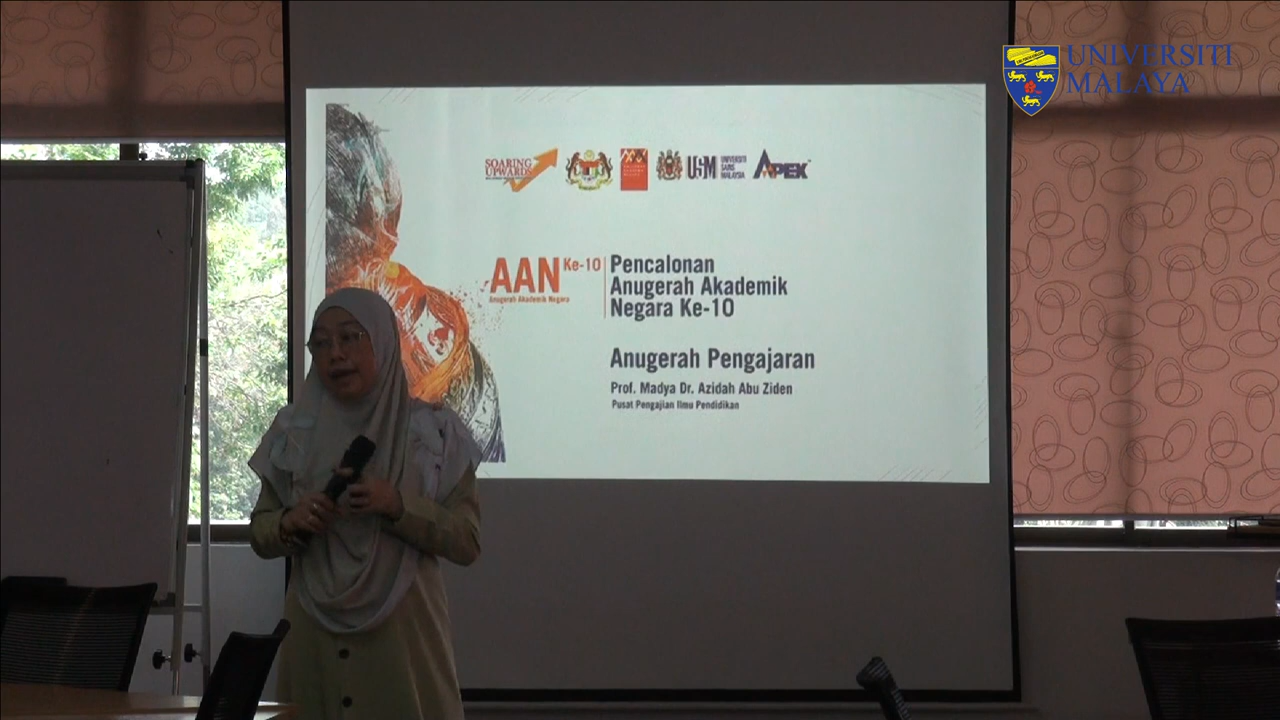 UNIVERSITI
MALAYA
SOARING
UPWARDS
USM
UNIVERSITI
SAINS
MALAYSIA
APEX
AAN Ke-10
Anugerah Akademik Negara
Pencalonan
Anugerah Akademik
Negara Ke-10
Anugerah Pengajaran
Prof. Madya Dr. Azidah Abu Ziden
Pusat Pengajian Ilmu Pendidikan